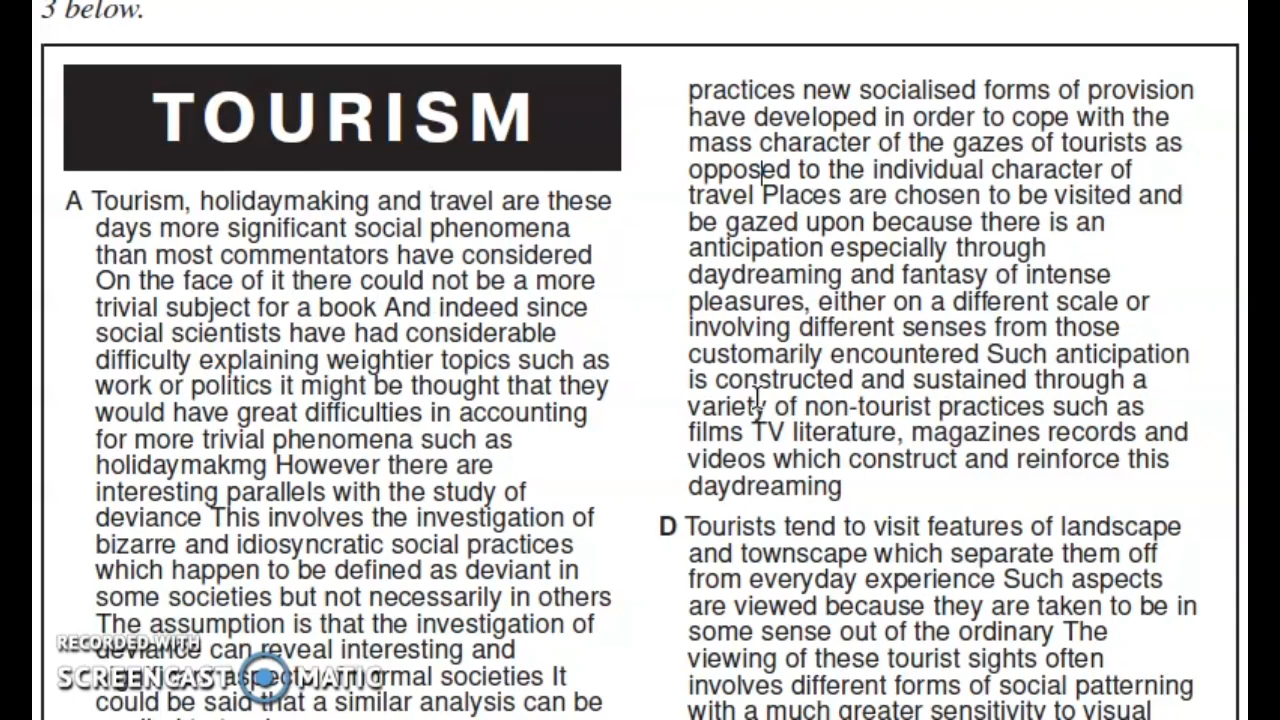 3 below.
TOURISM
A Tourism, holidaymaking and travel are these
days more significant social phenomena
than most commentators have considered
On the face of it there could not be a more
trivial subject for a book And indeed since
social scientists have had considerable
difficulty explaining weightier topics such as
work or politics it might be thought that they
would have great difficulties in accounting
for more trivial phenomena such as
holidaymakmg However there are
interesting parallels with the study of
deviance This involves the investigation of
bizarre and idiosyncratic social practices
which happen to be defined as deviant in
some societies but not necessarily in others
The assumption is that the investigation of
deviance can reveal interesting and
aspects normal societies It
could be said that a similar analysis can be
practices new socialised forms of provision
have developed in order to cope with the
mass character of the gazes of tourists as
opposed to the individual character of
travel Places are chosen to be visited and
be gazed upon because there is an
anticipation especially through
daydreaming and fantasy of intense
pleasures, either on a different scale or
involving different senses from those
customarily encountered Such anticipation
is constructed and sustained through a
variety of non-tourist practices such as
films TV literature, magazines records and
videos which construct and reinforce this
daydreaming
D Tourists tend to visit features of landscape
and townscape which separate them off
from everyday experience Such aspects
are viewed because they are taken to be in
some sense out of the ordinary The
viewing of these tourist sights often
involves different forms of social patterning
with a much greater sensitivity to visual
RECORDED WITH
SCREENCAST MATIC